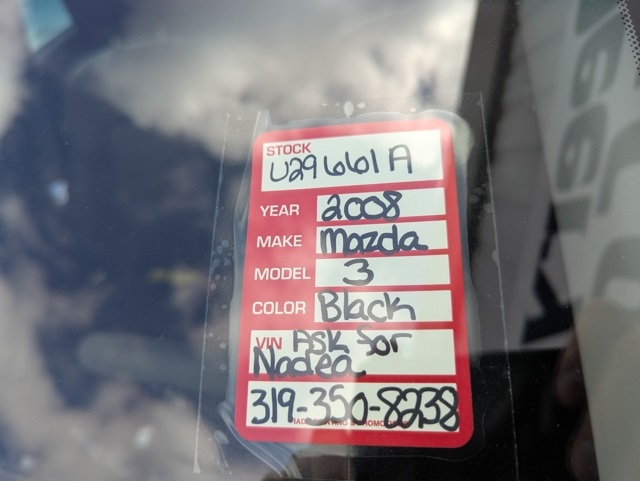 STOCK
U29661A
YEAR 2008
MAKE Mazda
MODEL 3
COLOR Black
VIN Ask for
Nadea
319-350-8238